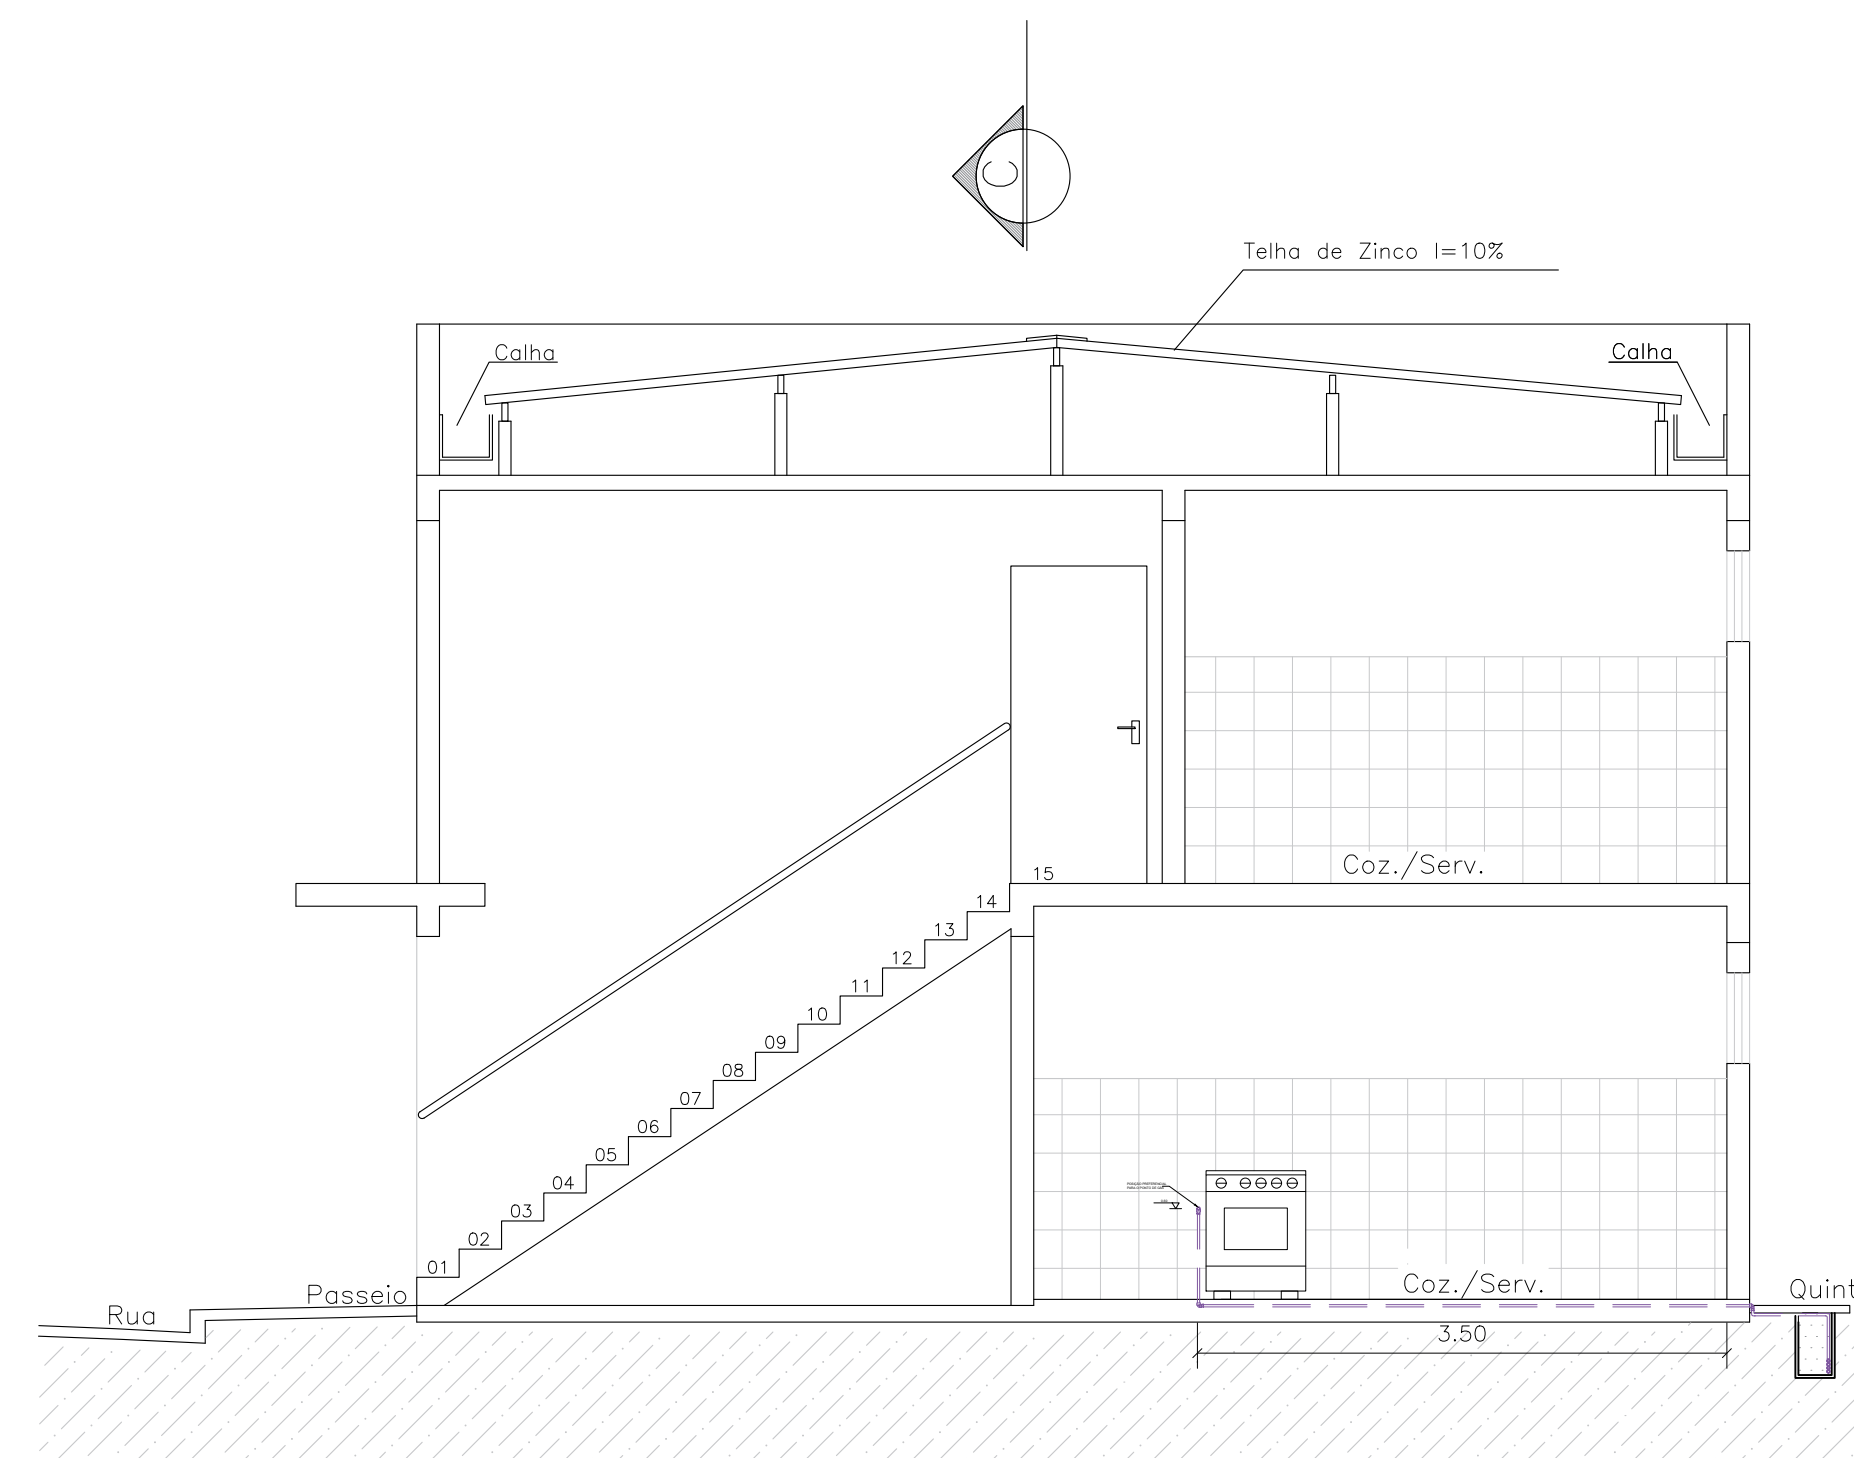 C
Telha de Zinco I=10%
Calha
Calha
15
Coz./Serv.
14
13
12
11
10
09
08
07
06
05
04
03
02
01
Passeio
Rua
Coz./Serv.
Quint
3.50